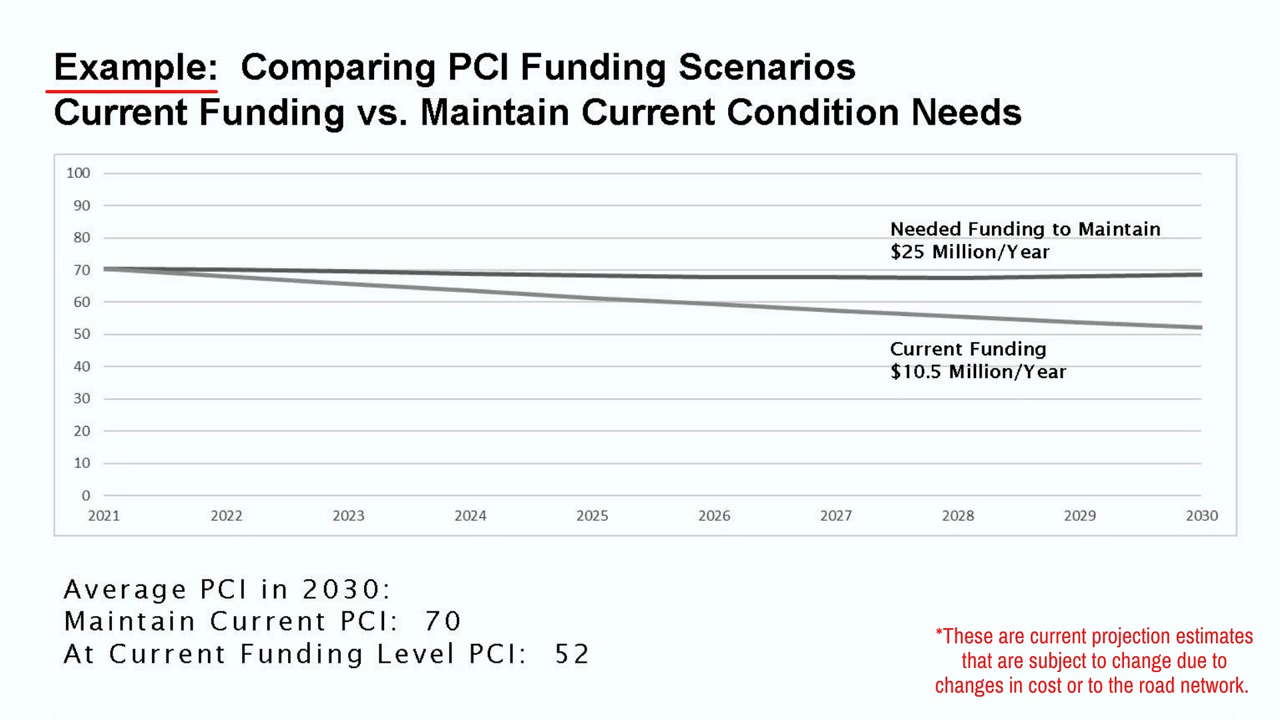 Example: Comparing PCI Funding Scenarios
Current Funding vs. Maintain Current Condition Needs
100
90
80
70
60
50
40
30
20
10
0
Needed Funding to Maintain
$25 Million/Year
Current Funding
$10.5 Million/Year
2021 2022 2023 2024 2025 2026 2027 2028 2029 2030
Average PCI in 2030:
Maintain Current PCI: 70
At Current Funding Level PCI: 52
*These are current projection estimates
that are subject to change due to
changes in cost or to the road network.